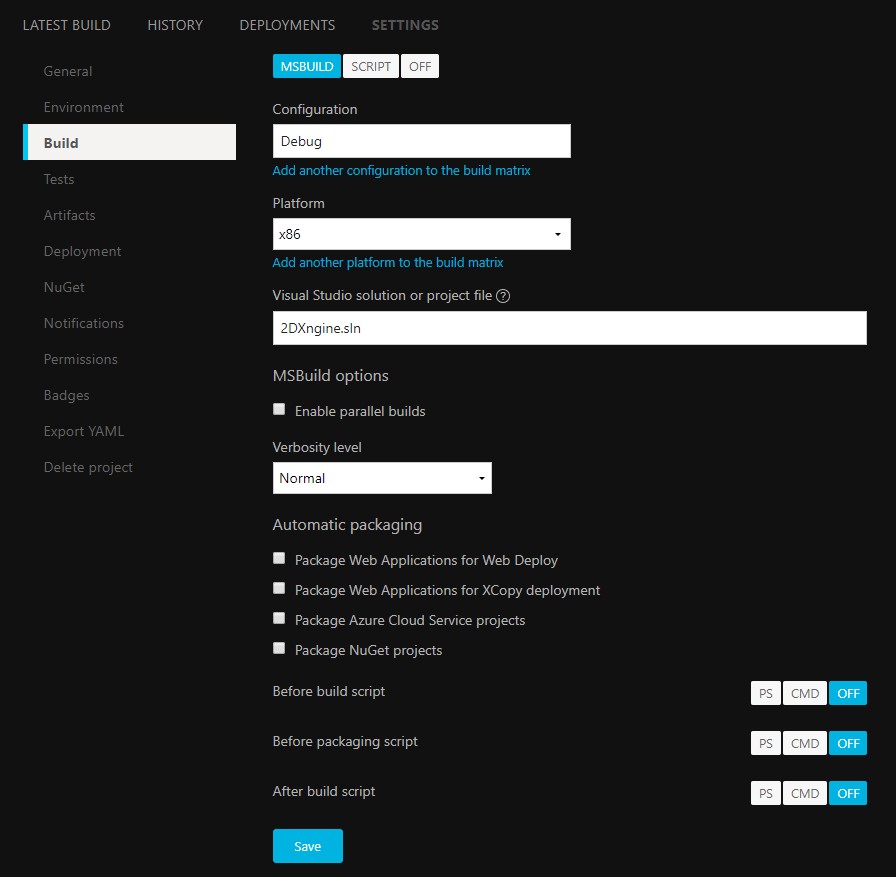 LATEST BUILD HISTORY DEPLOYMENTS SETTINGS
General
Environment
Build
Tests
Artifacts
Deployment
NuGet
Notifications
Permissions
Badges
Export YAML
Delete project
MSBUILD SCRIPT OFF
Configuration
Debug
Add another configuration to the build matrix
Platform
x86
Add another platform to the build matrix
Visual Studio solution or project file ?
2DXngine.sln
MSBuild options
Enable parallel builds
Verbosity level
Normal
Automatic packaging
Package Web Applications for Web Deploy
Package Web Applications for XCopy deployment
Package Azure Cloud Service projects
Package NuGet projects
Before build script PS CMD OFF
Before packaging script PS CMD OFF
After build script PS CMD OFF
Save